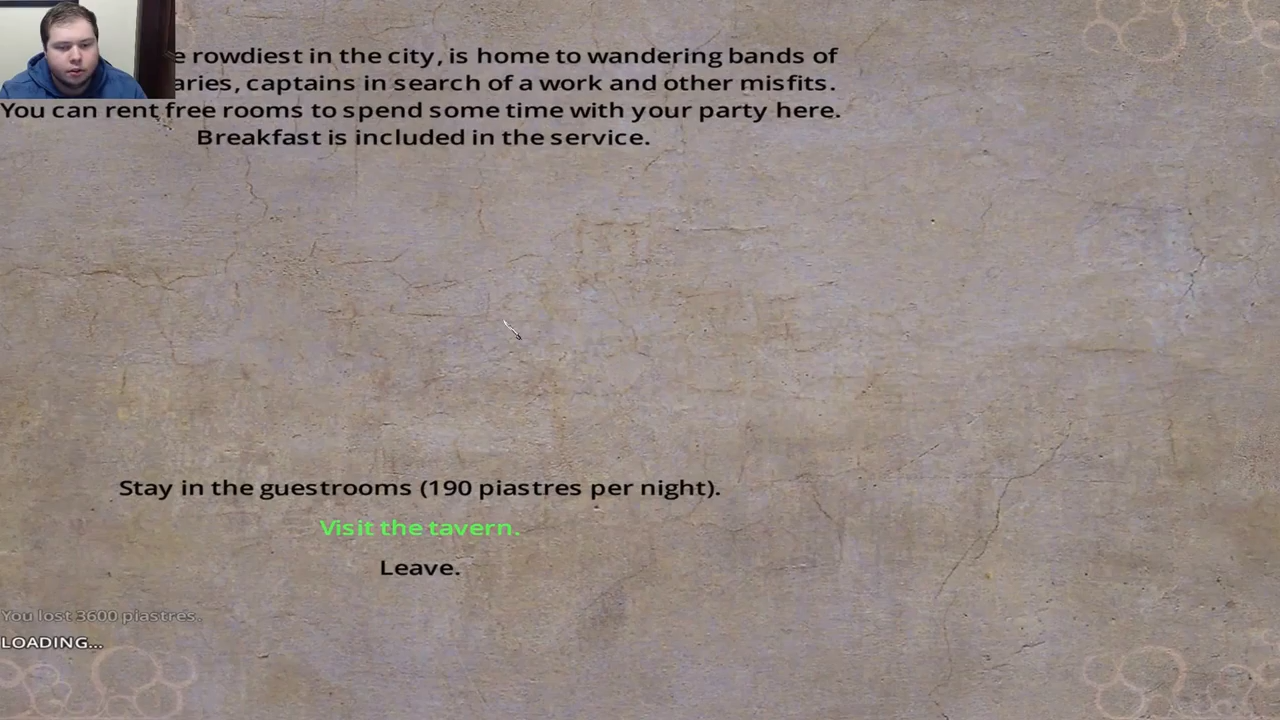 e rowdiest in the city, is home to wandering bands of
aries, captains in search of a work and other misfits.
You can rent free rooms to spend some time with your party here.
Breakfast is included in the service.
Stay in the guestrooms (190 piastres per night).
Visit the tavern.
Leave.
You lost 3600 piastres.
LOADING...